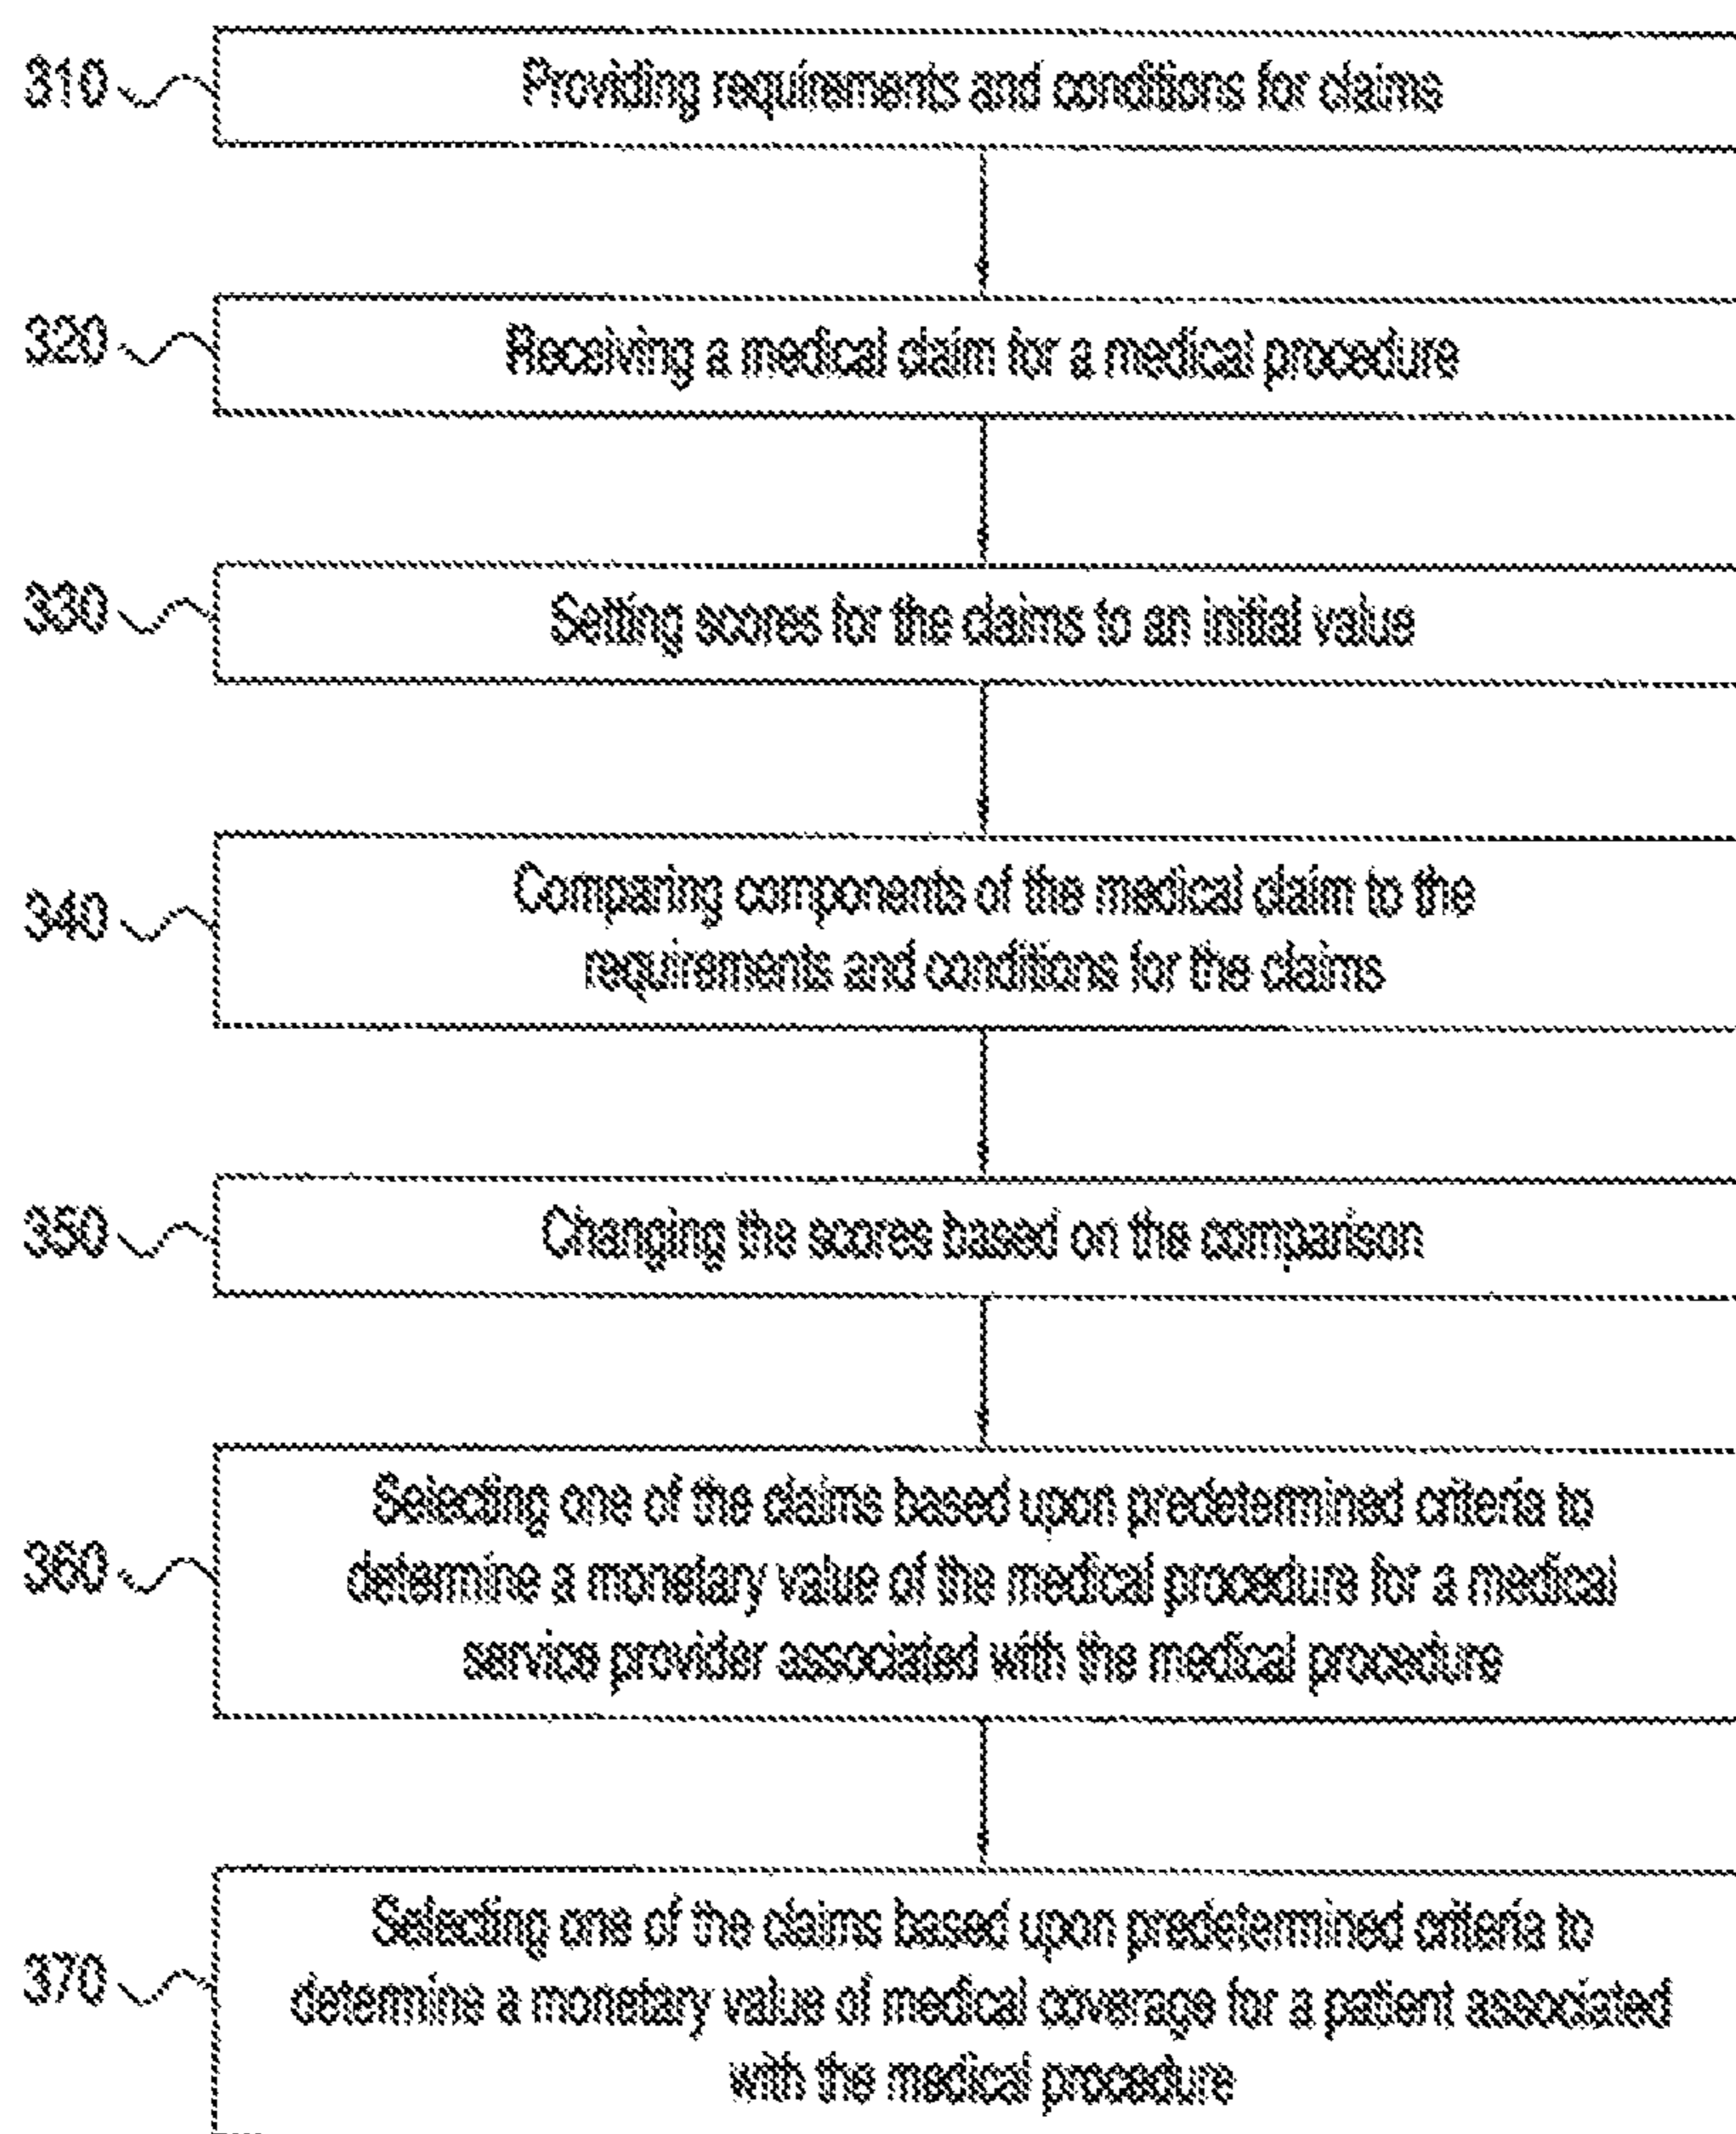 310
Providing requirements and conditions for claims
320
Receiving a medical claim for a medical procedure
330
Setting scores for the claims to an initial value
340
Comparing components of the medical claim to the
requirements and conditions for the claims
350
Changing the scores based on the comparison
360
Selecting one of the claims based upon predetermined criteria to
determine a monetary value of the medical procedure for a medical
service provider associated with the medical procedure
370
Selecting one of the claims based upon predetermined criteria to
determine a monetary value of medical coverage for a patient associated
with the medical procedure